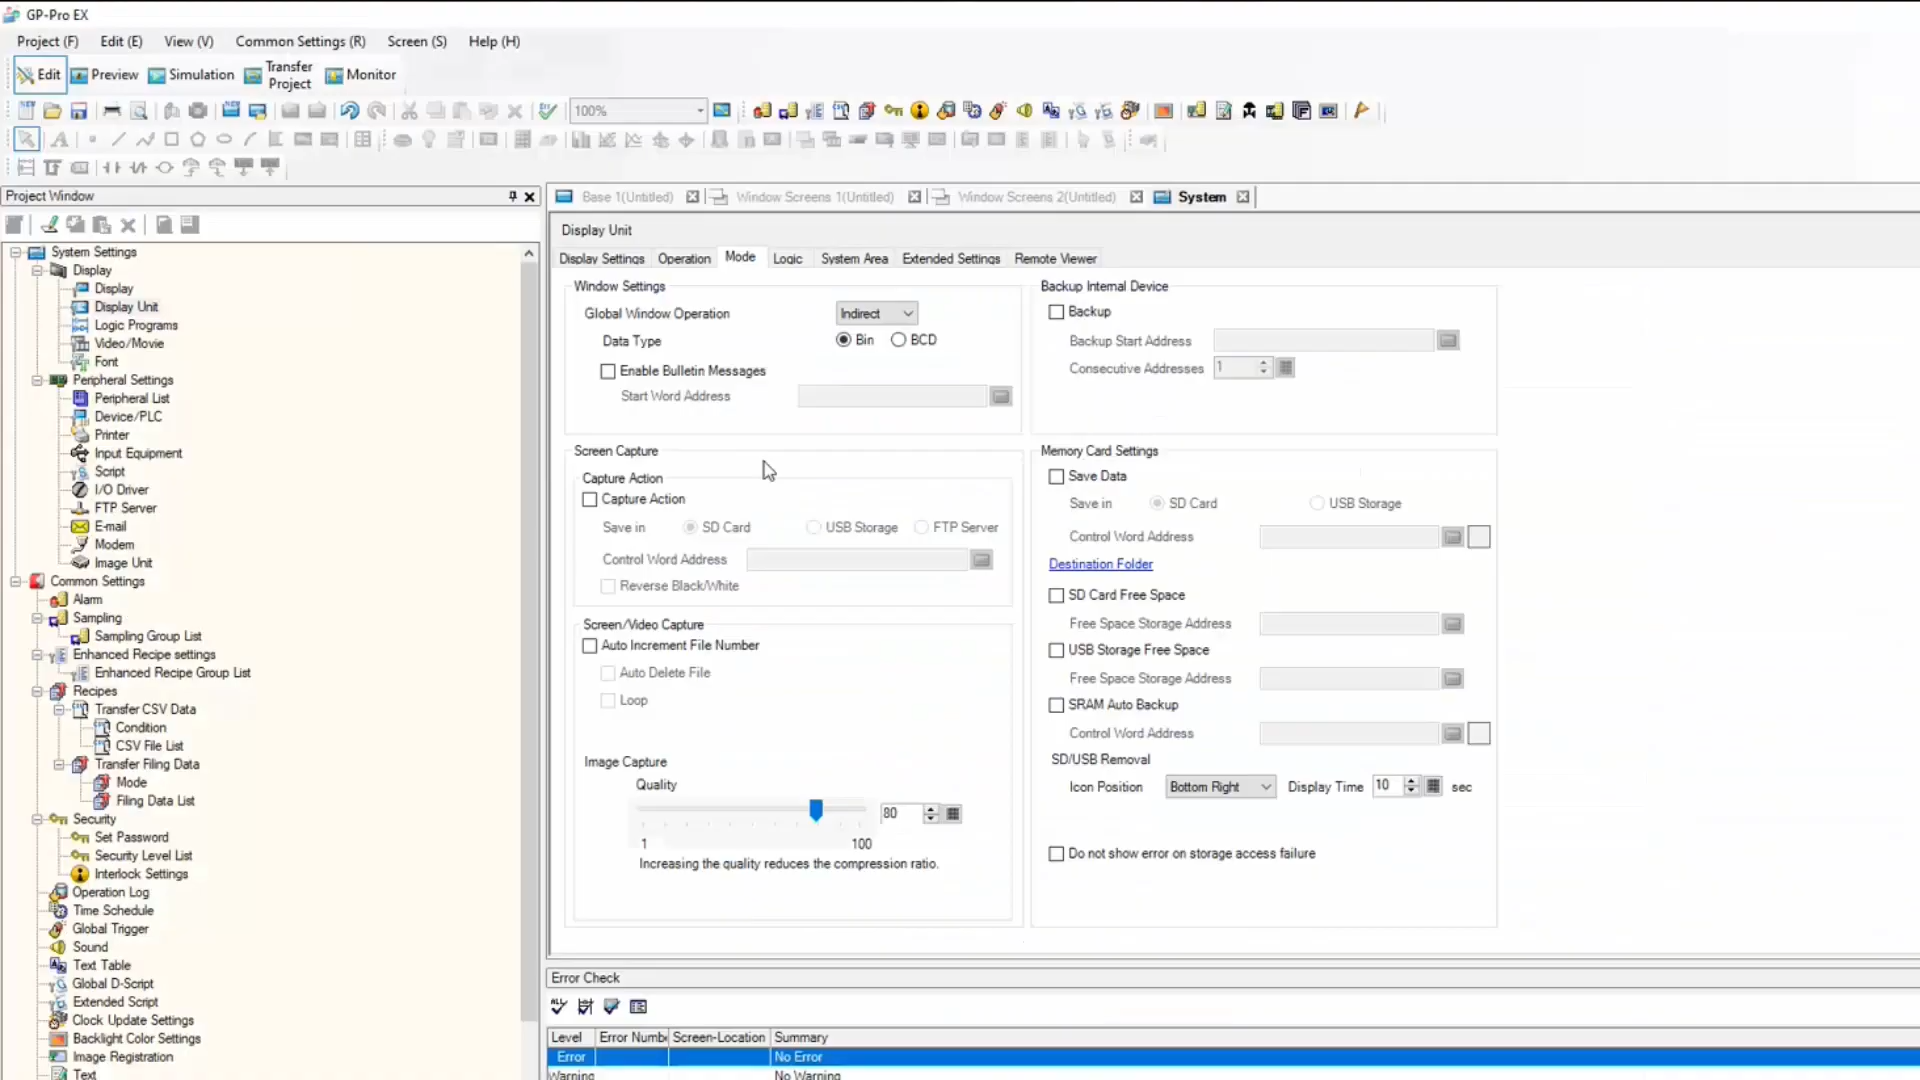 GP-Pro EX
Project (F) Edit (E) View (V) Common Settings (R) Screen (S) Help (H)
Edit Preview Simulation Transfer Project Monitor
100%
Project Window
Base 1(Untitled) Window Screens 1(Untitled) Window Screens 2(Untitled) System
System Settings
Display
Display
Display Unit
Logic Programs
Video/Movie
Font
Peripheral Settings
Peripheral List
Device/PLC
Printer
Input Equipment
Script
I/O Driver
FTP Server
E-mail
Modem
Image Unit
Common Settings
Alarm
Sampling
Sampling Group List
Enhanced Recipe settings
Enhanced Recipe Group List
Recipes
Transfer CSV Data
Condition
CSV File List
Transfer Filing Data
Mode
Filing Data List
Security
Set Password
Security Level List
Interlock Settings
Operation Log
Time Schedule
Global Trigger
Sound
Text Table
Global D-Script
Extended Script
Clock Update Settings
Backlight Color Settings
Image Registration
Text
Display Unit
Display Settings Operation Mode Logic System Area Extended Settings Remote Viewer
Window Settings
Global Window Operation Indirect
Data Type Bin BCD
Enable Bulletin Messages
Start Word Address
Screen Capture
Capture Action
Capture Action
Save in SD Card USB Storage FTP Server
Control Word Address
Reverse Black/White
Screen/Video Capture
Auto Increment File Number
Auto Delete File
Loop
Image Capture
Quality
80
1 100
Increasing the quality reduces the compression ratio.
Backup Internal Device
Backup
Backup Start Address
Consecutive Addresses 1
Memory Card Settings
Save Data
Save in SD Card USB Storage
Control Word Address
Destination Folder
SD Card Free Space
Free Space Storage Address
USB Storage Free Space
Free Space Storage Address
SRAM Auto Backup
Control Word Address
SD/USB Removal
Icon Position Bottom Right Display Time 10 sec
Do not show error on storage access failure
Error Check
Level Error Numbe Screen-Location Summary
Error No Error
Warning No Warning